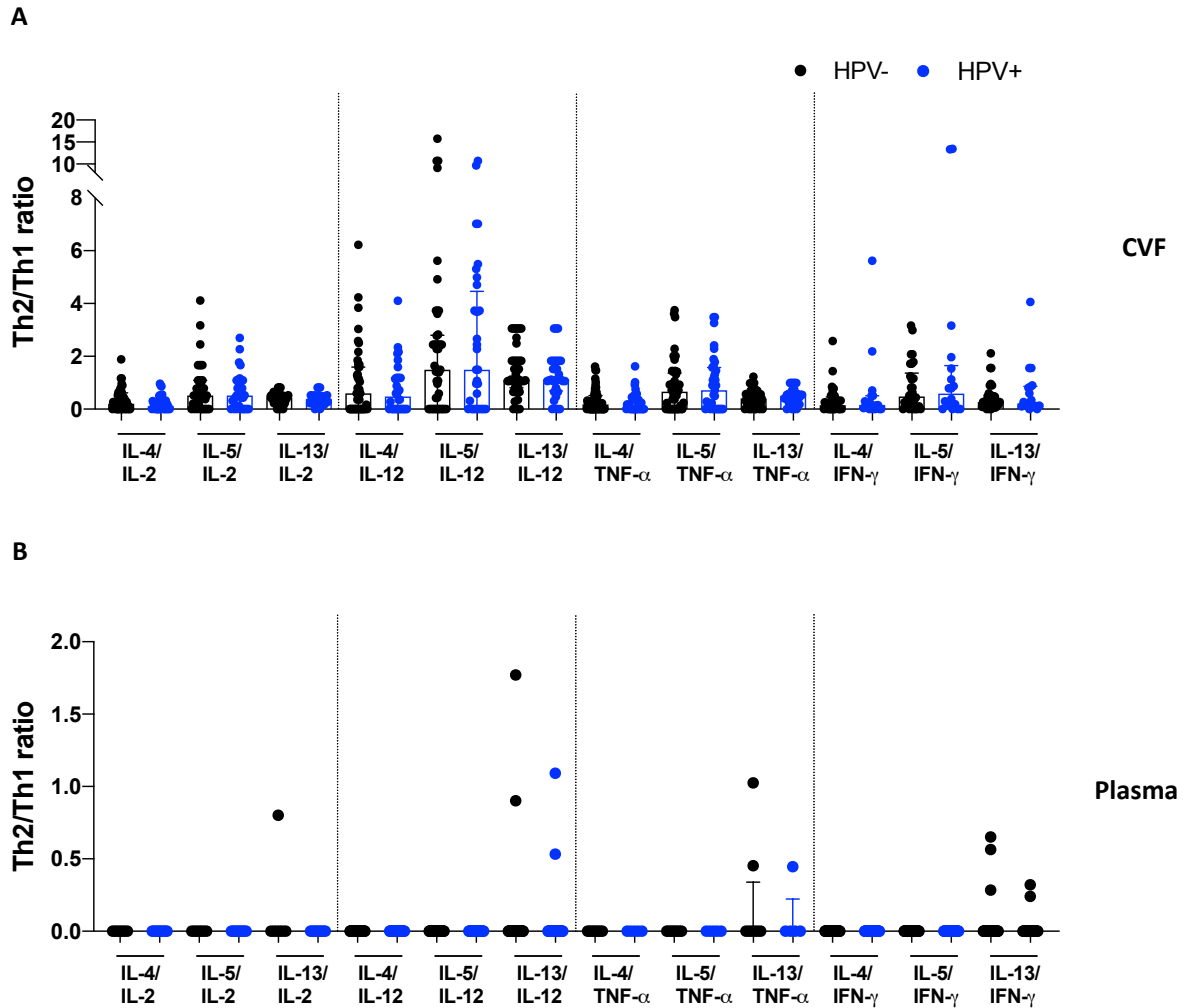 A
HPV- HPV+
Th2/Th1 ratio
20
15
10
8
6
4
2
0
IL-4/ IL-5/ IL-13/ IL-4/ IL-5/ IL-13/ IL-4/ IL-5/ IL-13/ IL-4/ IL-5/ IL-13/
IL-2 IL-2 IL-2 IL-12 IL-12 IL-12 TNF-α TNF-α TNF-α IFN-γ IFN-γ IFN-γ
CVF
B
Th2/Th1 ratio
2.0
1.5
1.0
0.5
0.0
IL-4/ IL-5/ IL-13/ IL-4/ IL-5/ IL-13/ IL-4/ IL-5/ IL-13/ IL-4/ IL-5/ IL-13/
IL-2 IL-2 IL-2 IL-12 IL-12 IL-12 TNF-α TNF-α TNF-α IFN-γ IFN-γ IFN-γ
Plasma